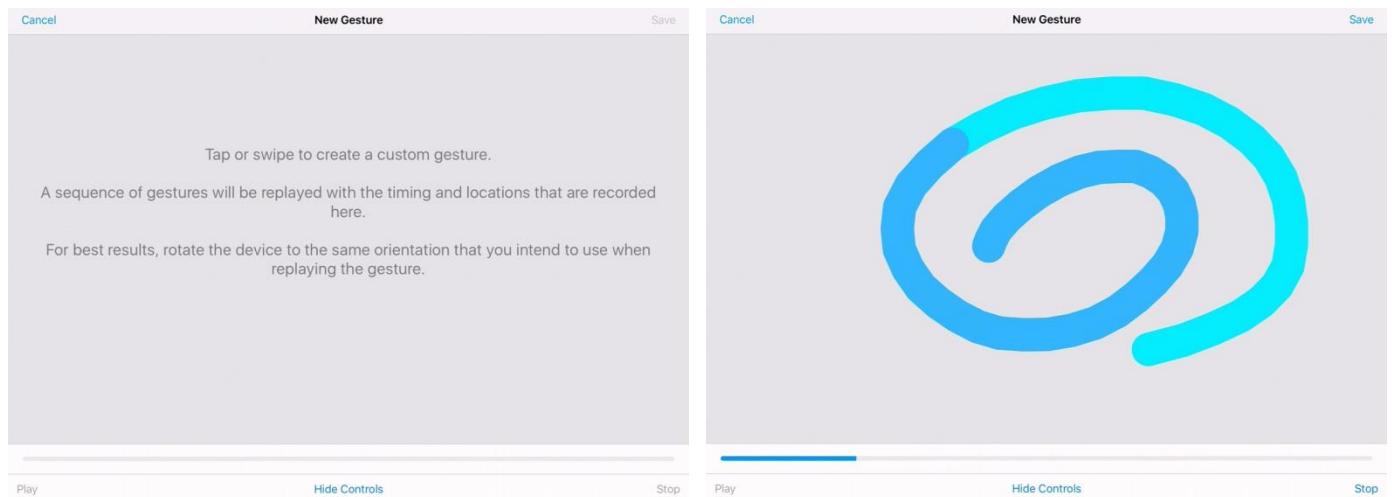 Cancel New Gesture Save
Tap or swipe to create a custom gesture.
A sequence of gestures will be replayed with the timing and locations that are recorded
here.
For best results, rotate the device to the same orientation that you intend to use when
replaying the gesture.
Play Hide Controls Stop
Cancel New Gesture Save
Play Hide Controls Stop